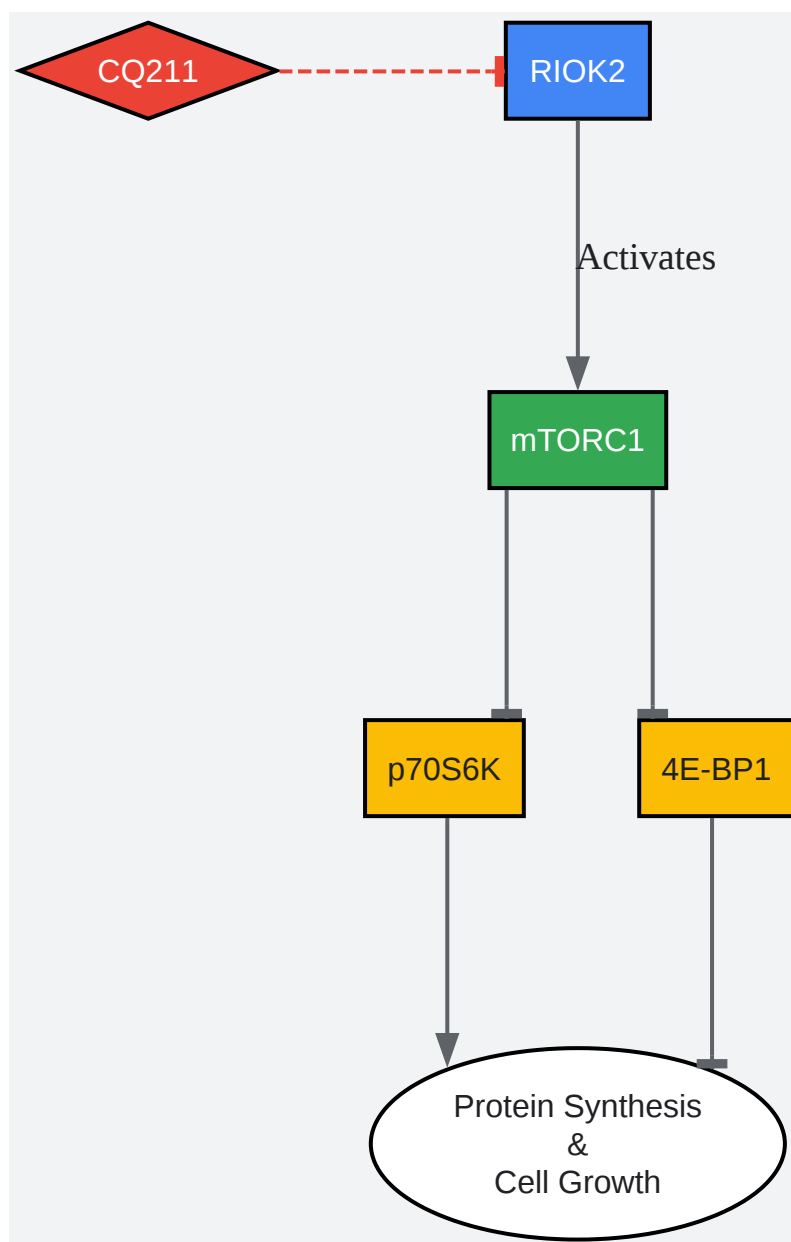 CQ211
RIOK2
Activates
mTORC1
p70S6K
4E-BP1
Protein Synthesis
&
Cell Growth